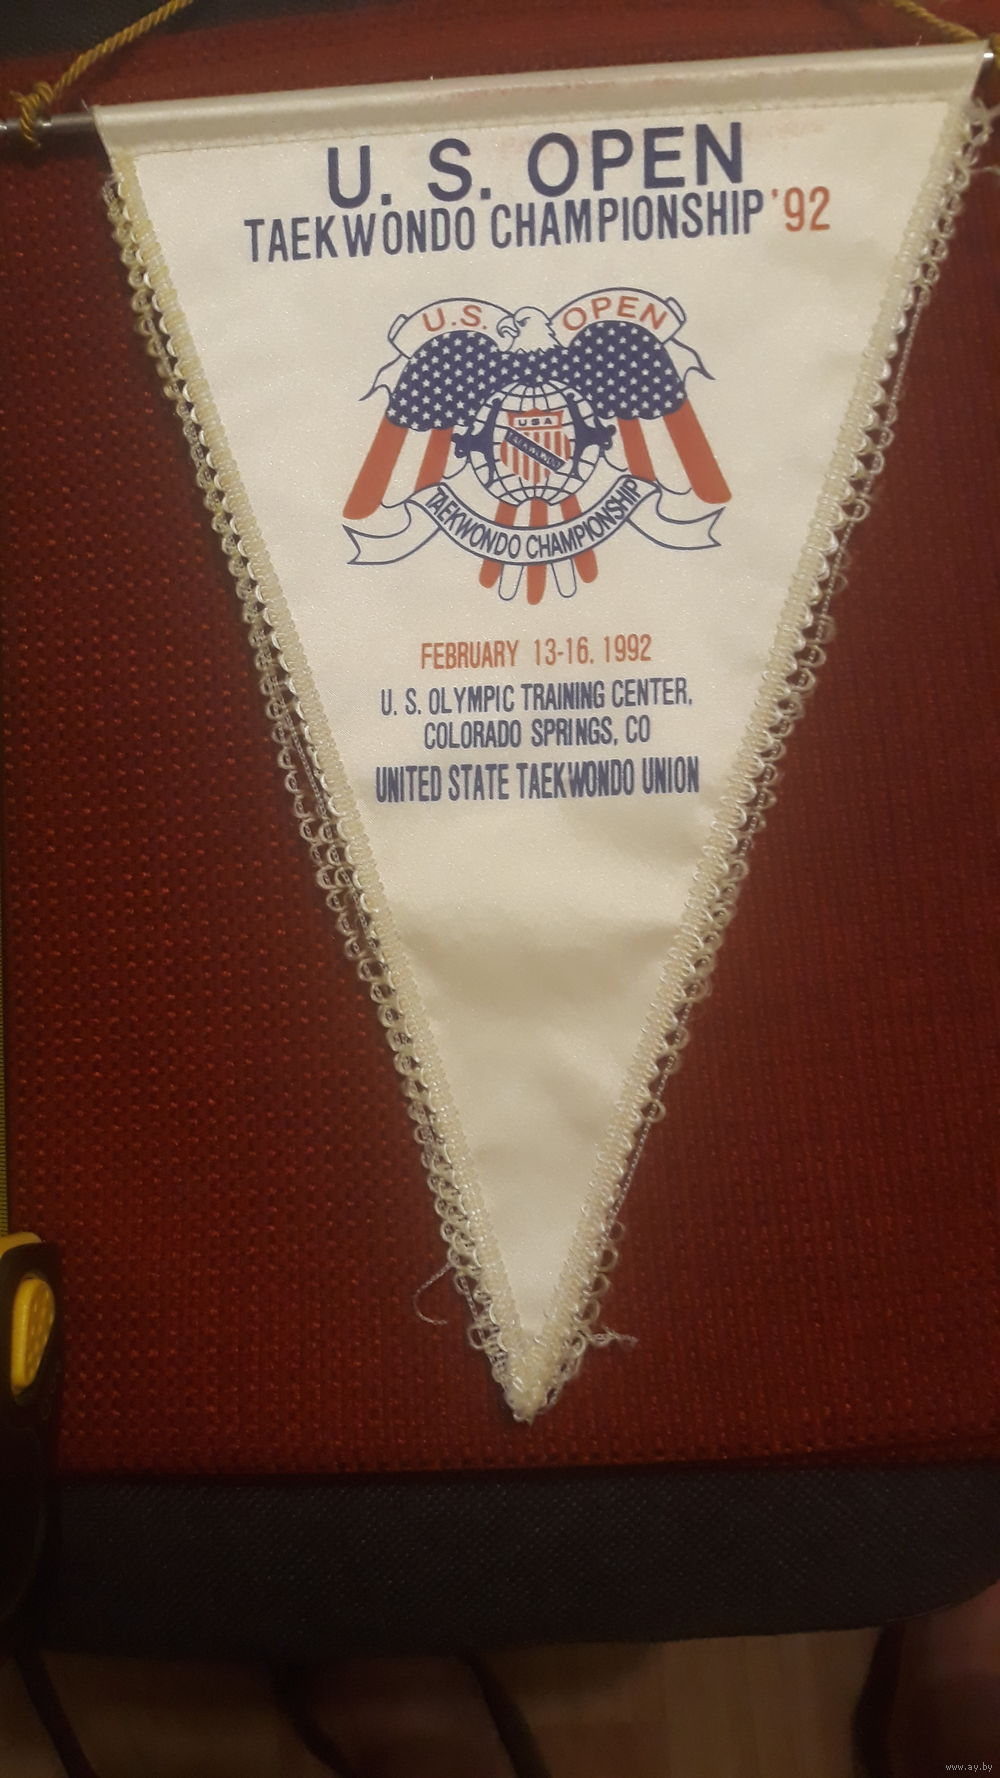 U. S. OPEN
TAEKWONDO CHAMPIONSHIP '92
U.S. OPEN
USA
TAEKWONDO
TAEKWONDO CHAMPIONSHIP
FEBRUARY 13-16. 1992
U. S. OLYMPIC TRAINING CENTER,
COLORADO SPRINGS, CO
UNITED STATE TAEKWONDO UNION
www.ay.by